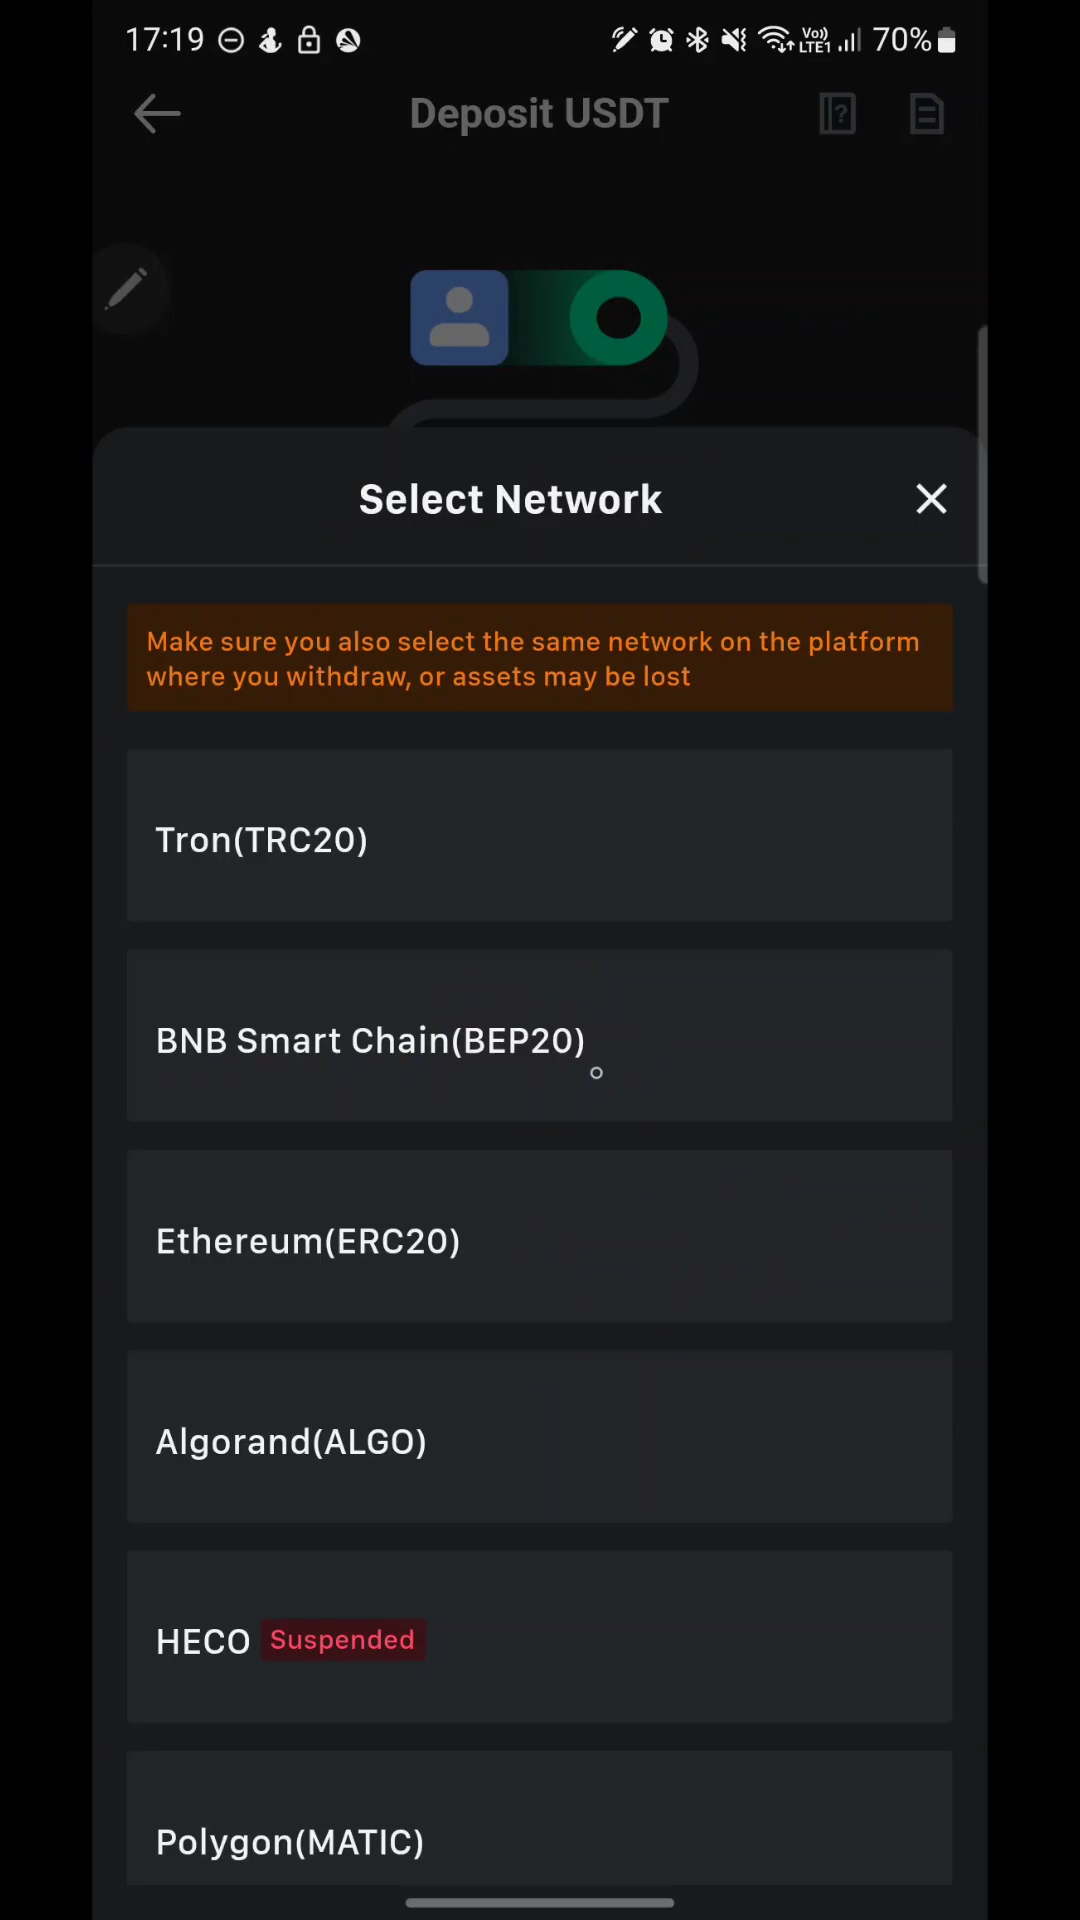 17:19
Vo)) LTE1 70%
Deposit USDT
Select Network
Make sure you also select the same network on the platform
where you withdraw, or assets may be lost
Tron(TRC20)
BNB Smart Chain(BEP20)
Ethereum(ERC20)
Algorand(ALGO)
HECO Suspended
Polygon(MATIC)